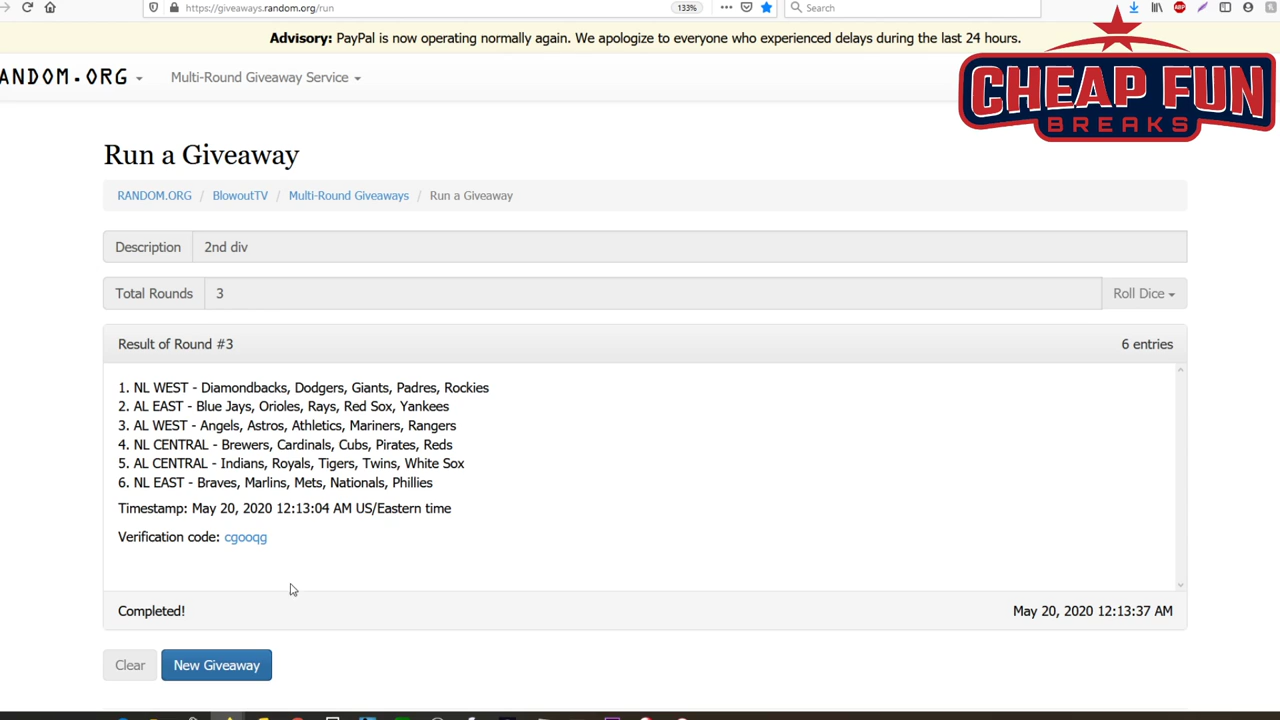 https://giveaways.random.org/run
133%
Search
Advisory: PayPal is now operating normally again. We apologize to everyone who experienced delays during the last 24 hours.
ANDOM.ORG
Multi-Round Giveaway Service
CHEAP FUN
BREAKS
Run a Giveaway
RANDOM.ORG / BlowoutTV / Multi-Round Giveaways / Run a Giveaway
Description 2nd div
Total Rounds 3 Roll Dice
Result of Round #3 6 entries
1. NL WEST - Diamondbacks, Dodgers, Giants, Padres, Rockies
2. AL EAST - Blue Jays, Orioles, Rays, Red Sox, Yankees
3. AL WEST - Angels, Astros, Athletics, Mariners, Rangers
4. NL CENTRAL - Brewers, Cardinals, Cubs, Pirates, Reds
5. AL CENTRAL - Indians, Royals, Tigers, Twins, White Sox
6. NL EAST - Braves, Marlins, Mets, Nationals, Phillies
Timestamp: May 20, 2020 12:13:04 AM US/Eastern time
Verification code: cgooqg
Completed! May 20, 2020 12:13:37 AM
Clear New Giveaway